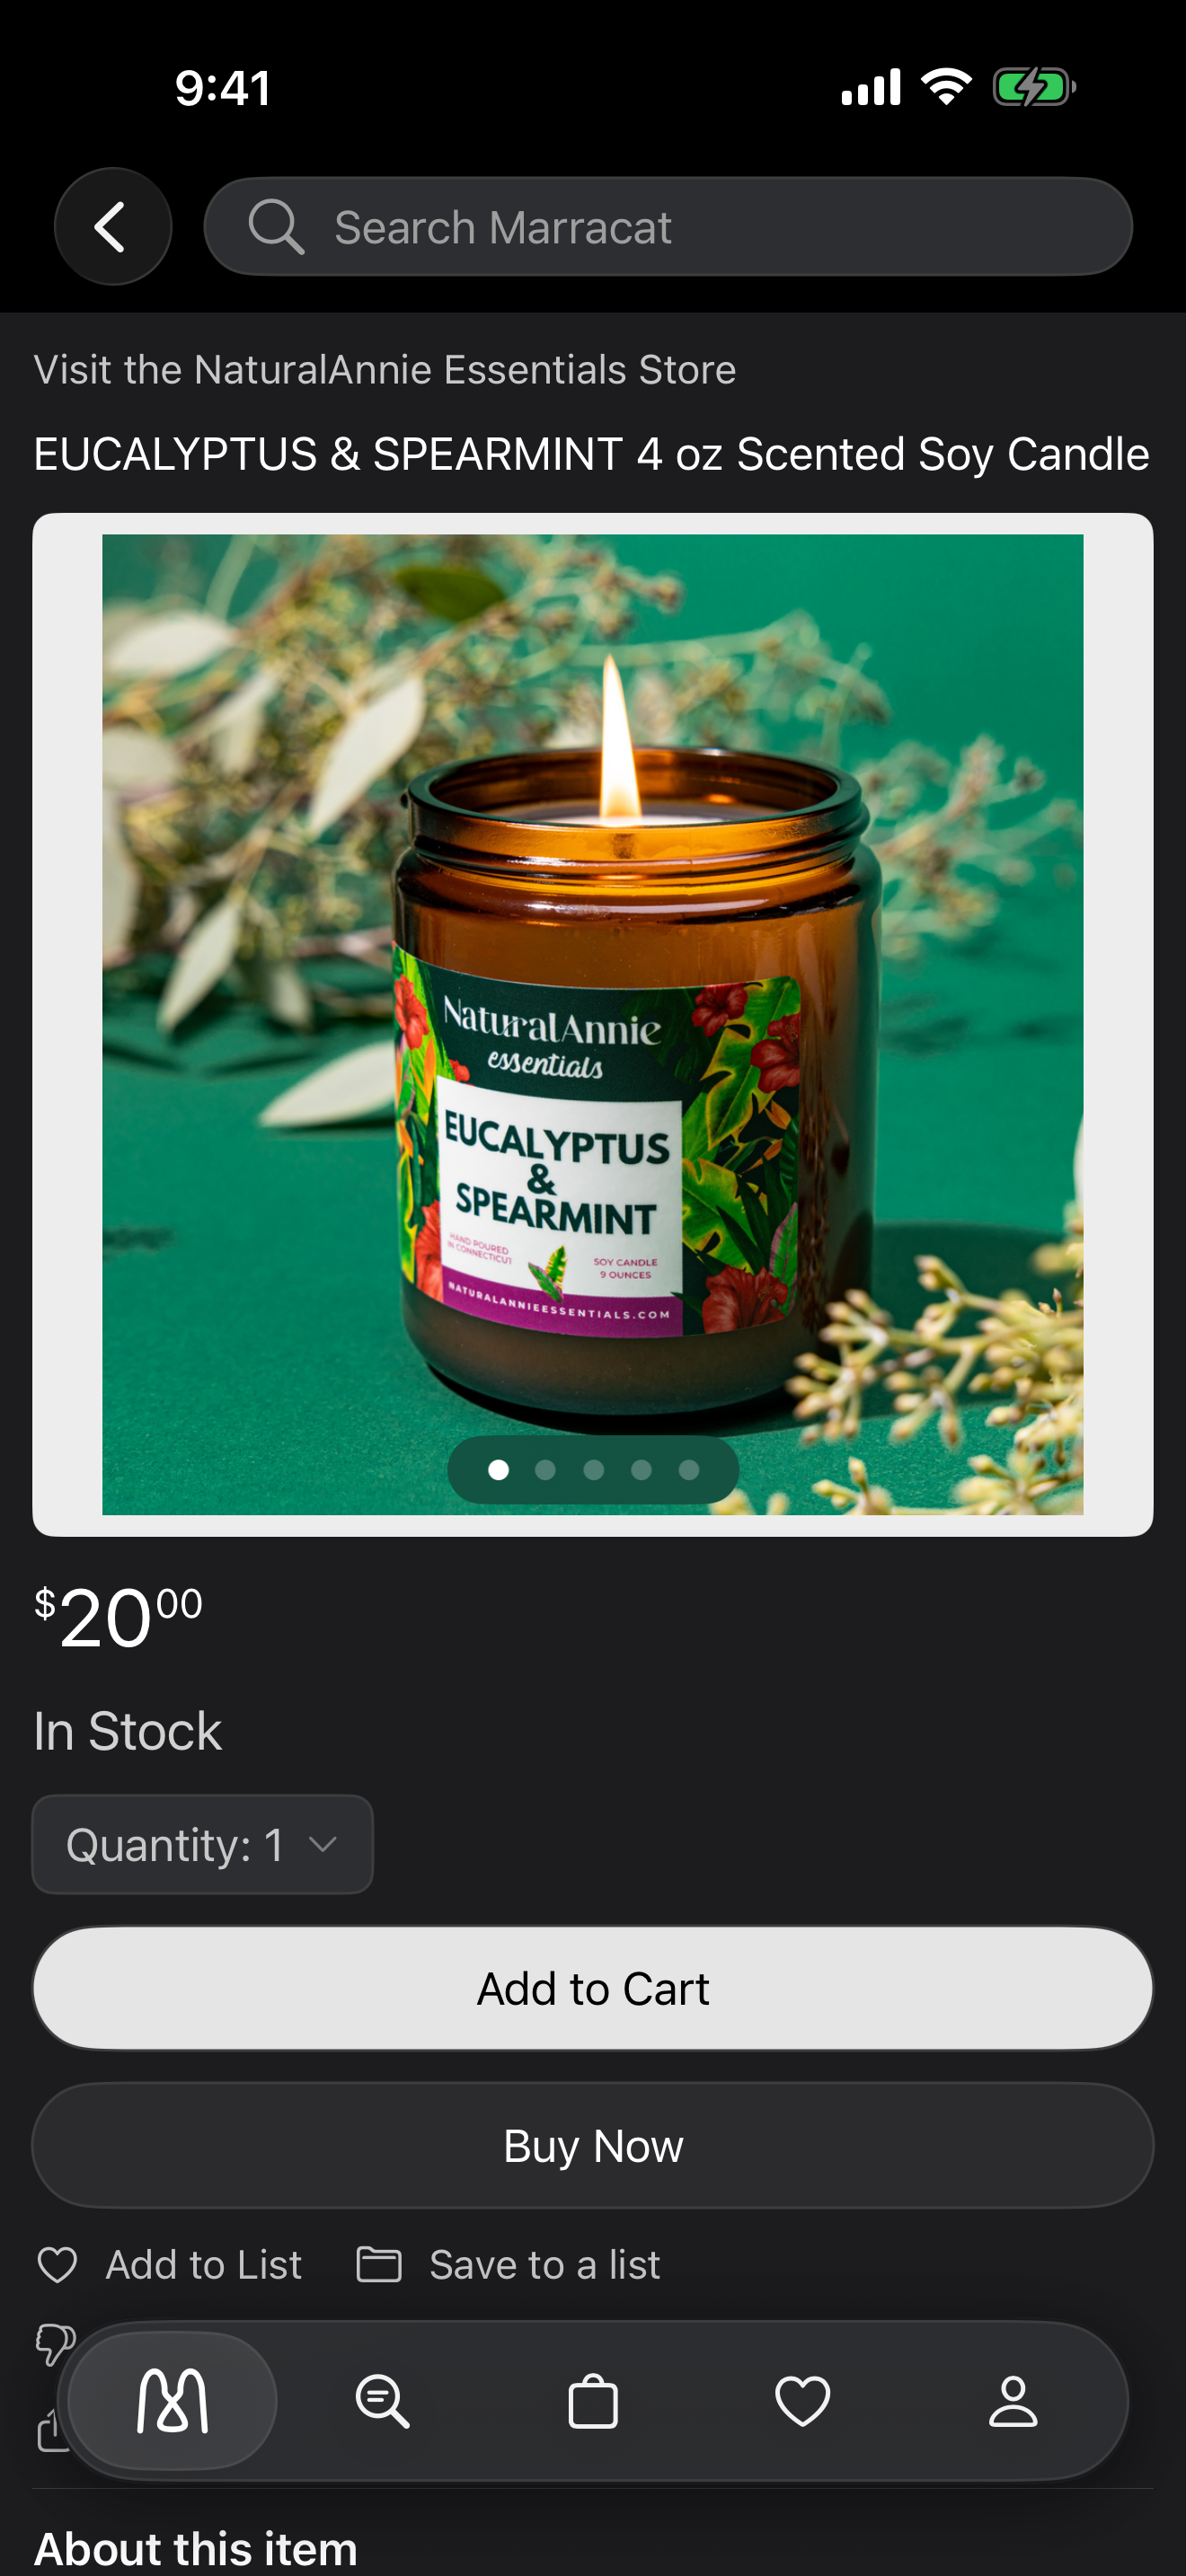 9:41
Search Marracat
Visit the NaturalAnnie Essentials Store
EUCALYPTUS & SPEARMINT 4 oz Scented Soy Candle
NaturalAnnie
essentials
EUCALYPTUS
&
SPEARMINT
HAND POURED
IN CONNECTICUT
SOY CANDLE
9 OUNCES
NATURALANNIEESSENTIALS.COM
$2000
In Stock
Quantity: 1
Add to Cart
Buy Now
Add to List
Save to a list
About this item